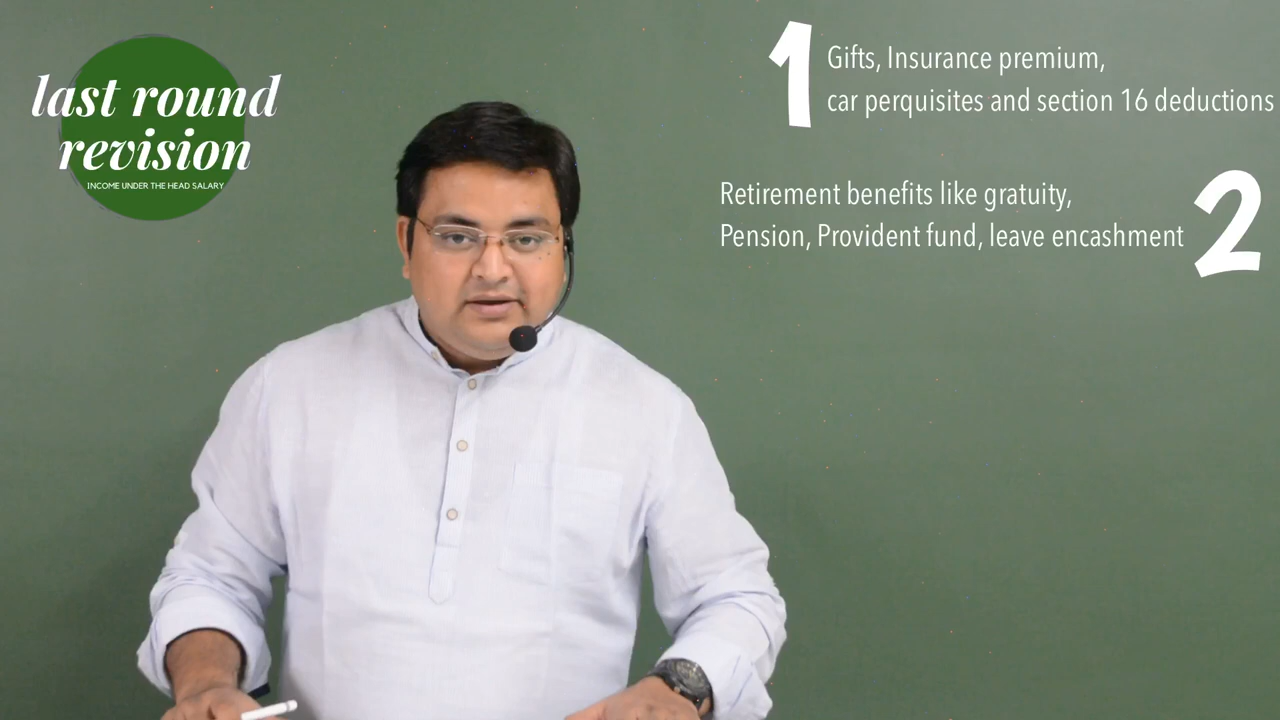 last round
revision
INCOME UNDER THE HEAD SALARY
1
Gifts, Insurance premium,
car perquisites and section 16 deductions
Retirement benefits like gratuity,
Pension, Provident fund, leave encashment
2